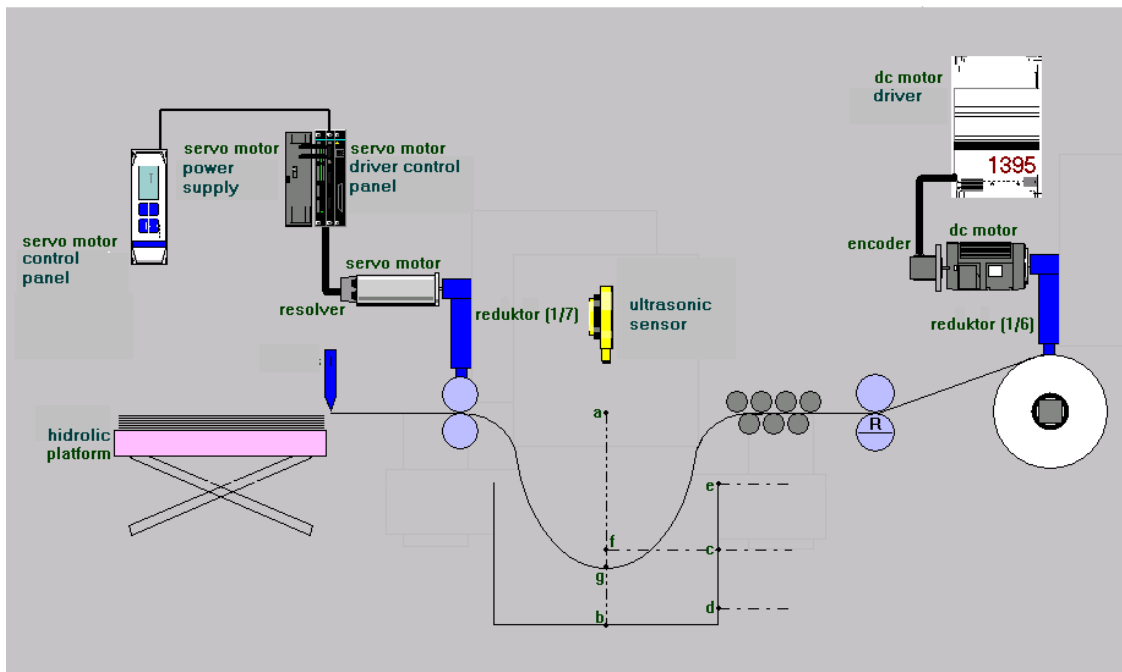 dc motor
driver
1395
servo motor
power
supply
servo motor
driver control
panel
servo motor
control
panel
encoder
dc motor
servo motor
resolver
reduktor (1/7)
ultrasonic
sensor
reduktor (1/6)
hidrolic
platform
a
R
e
f
c
g
d
b